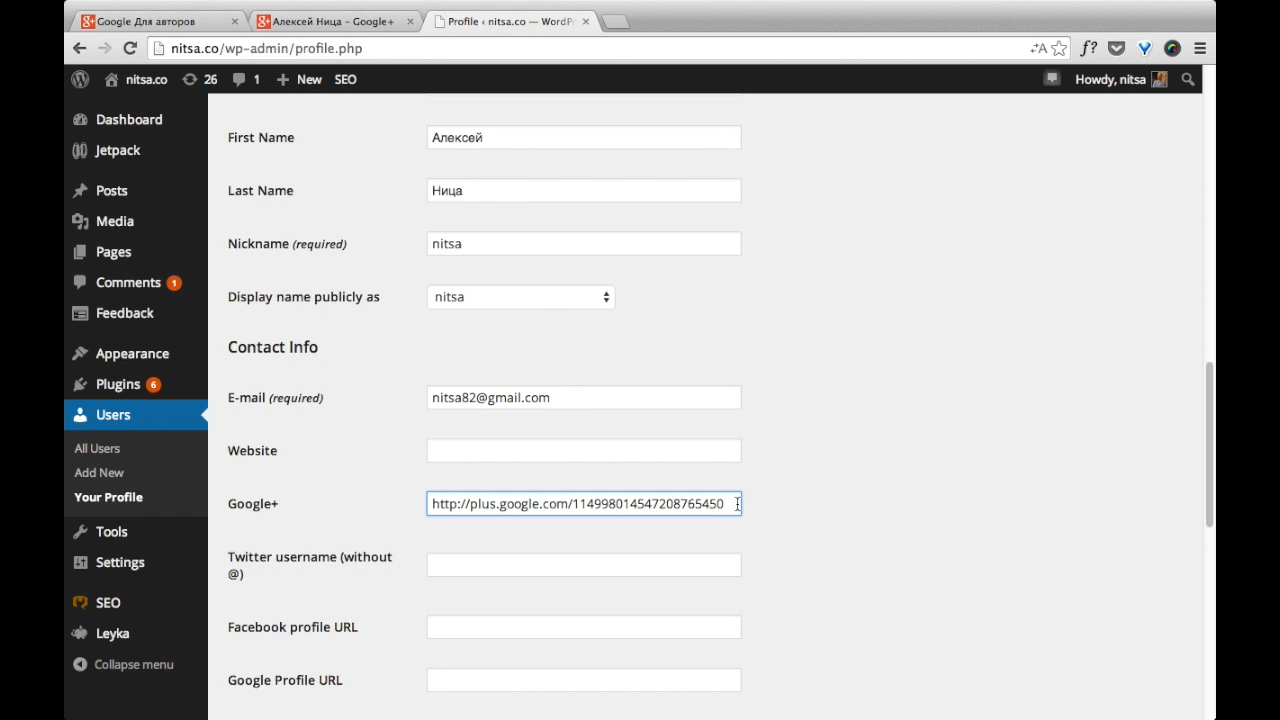 Google Для авторов
Алексей Ница – Google+
Profile ‹ nitsa.co — WordPr
nitsa.co/wp-admin/profile.php
nitsa.co 26 1 New SEO Howdy, nitsa
Dashboard
Jetpack
Posts
Media
Pages
Comments 1
Feedback
Appearance
Plugins 6
Users
All Users
Add New
Your Profile
Tools
Settings
SEO
Leyka
Collapse menu
First Name Алексей
Last Name Ница
Nickname (required) nitsa
Display name publicly as nitsa
Contact Info
E-mail (required) nitsa82@gmail.com
Website
Google+ http://plus.google.com/114998014547208765450
Twitter username (without
@)
Facebook profile URL
Google Profile URL